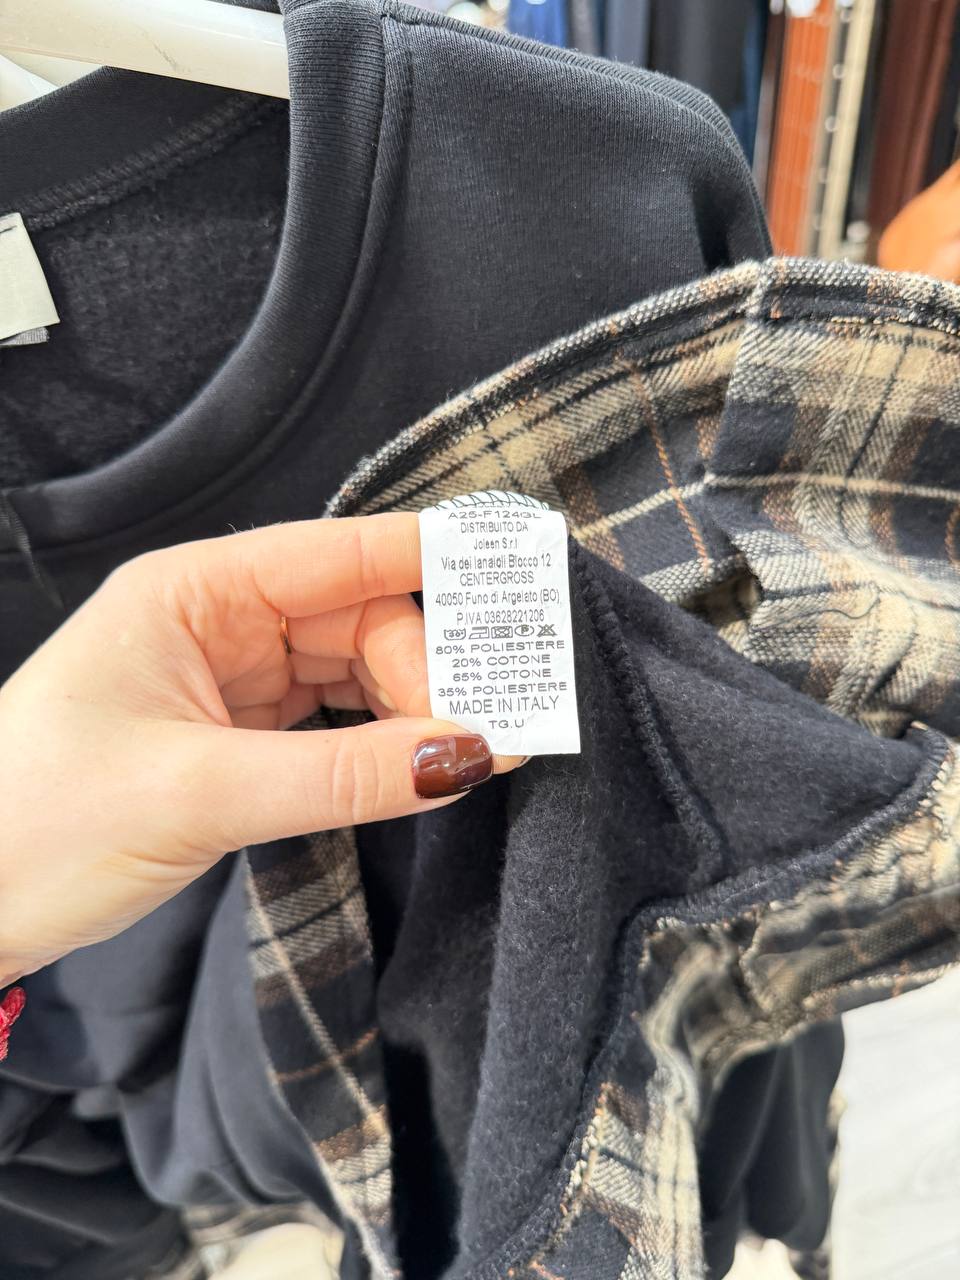 A25-F124GL
DISTRIBUITO DA
Joleen S.r.l
Via dei lanaioli Blocco 12
CENTERGROSS
40050 Funo di Argelato (BO)
P.IVA 03628221206
80% POLIESTERE
20% COTONE
65% COTONE
35% POLIESTERE
MADE IN ITALY
TG.U